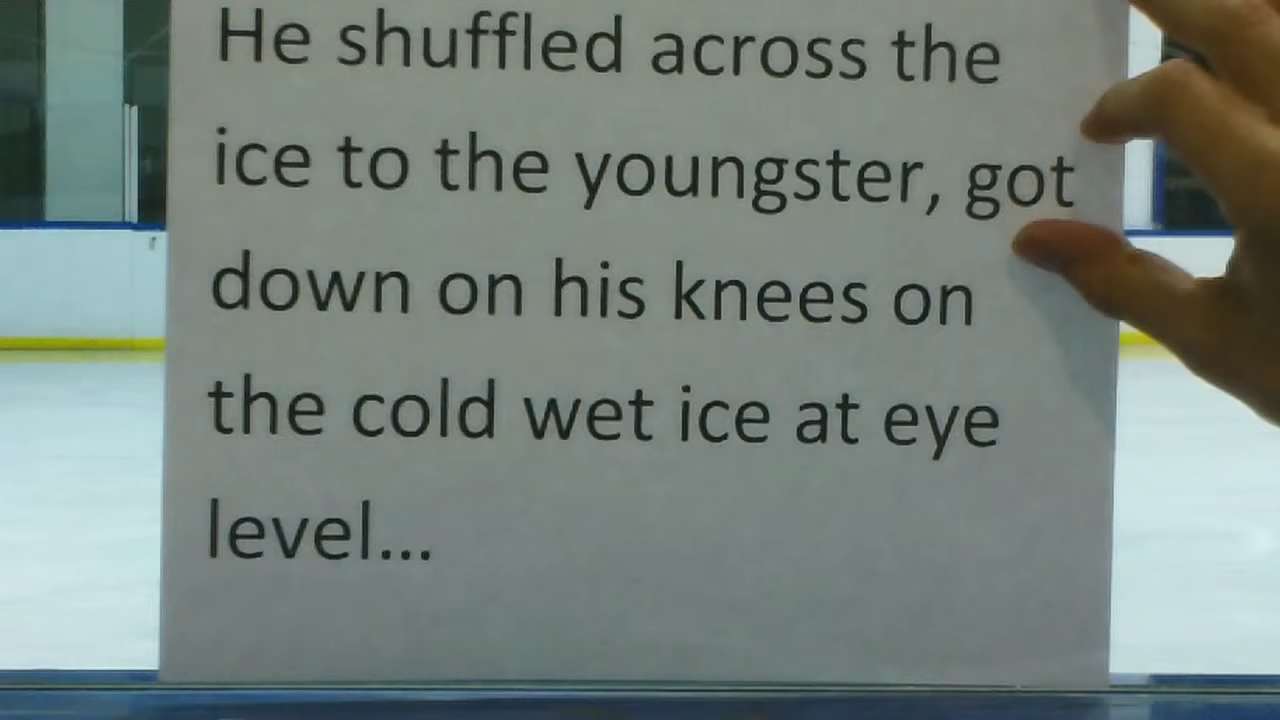 He shuffled across the
ice to the youngster, got
down on his knees on
the cold wet ice at eye
level...